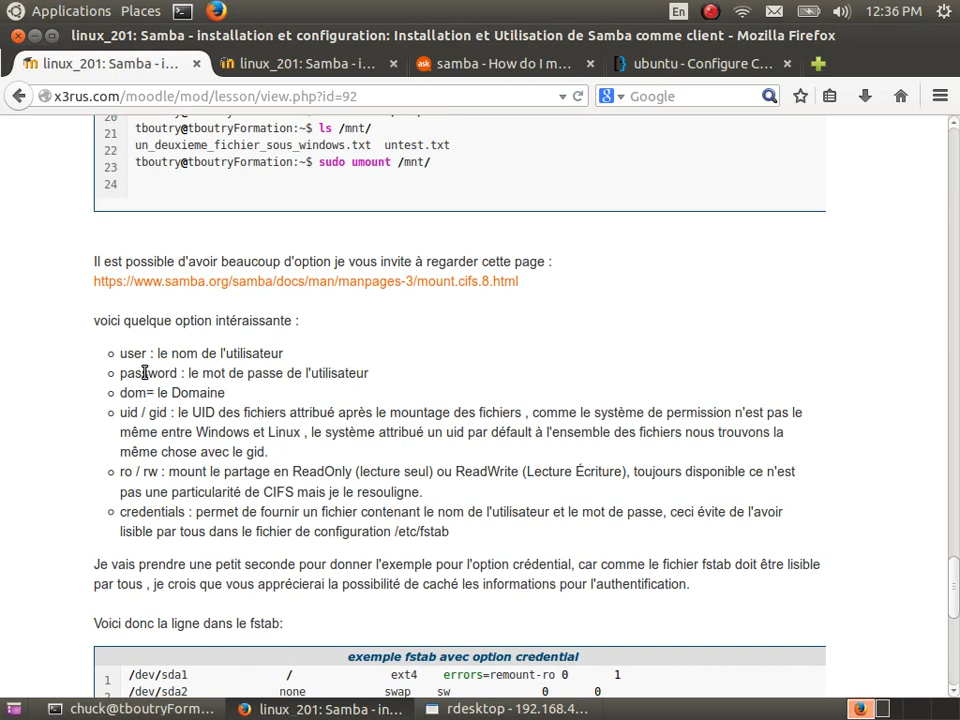 Applications Places En 12:36 PM
linux_201: Samba - installation et configuration: Installation et Utilisation de Samba comme client - Mozilla Firefox
linux_201: Samba - i... linux_201: Samba - i... ask samba - How do I m... ubuntu - Configure C...
x3rus.com/moodle/mod/lesson/view.php?id=92 Google
20
21 tboutry@tboutryFormation:~$ ls /mnt/
22 un_deuxieme_fichier_sous_windows.txt untest.txt
23 tboutry@tboutryFormation:~$ sudo umount /mnt/
24
Il est possible d'avoir beaucoup d'option je vous invite à regarder cette page :
https://www.samba.org/samba/docs/man/manpages-3/mount.cifs.8.html
voici quelque option intéraissante :
user : le nom de l'utilisateur
password : le mot de passe de l'utilisateur
dom= le Domaine
uid / gid : le UID des fichiers attribué après le mountage des fichiers , comme le système de permission n'est pas le
même entre Windows et Linux , le système attribué un uid par défault à l'ensemble des fichiers nous trouvons la
même chose avec le gid.
ro / rw : mount le partage en ReadOnly (lecture seul) ou ReadWrite (Lecture Écriture), toujours disponible ce n'est
pas une particularité de CIFS mais je le resouligne.
credentials : permet de fournir un fichier contenant le nom de l'utilisateur et le mot de passe, ceci évite de l'avoir
lisible par tous dans le fichier de configuration /etc/fstab
Je vais prendre une petit seconde pour donner l'exemple pour l'option crédential, car comme le fichier fstab doit être lisible
par tous , je crois que vous apprécierai la possibilité de caché les informations pour l'authentification.
Voici donc la ligne dans le fstab:
exemple fstab avec option credential
1 /dev/sda1 / ext4 errors=remount-ro 0 1
2 /dev/sda2 none swap sw 0 0
chuck@tboutryForm... linux_201: Samba - in... rdesktop - 192.168.4...